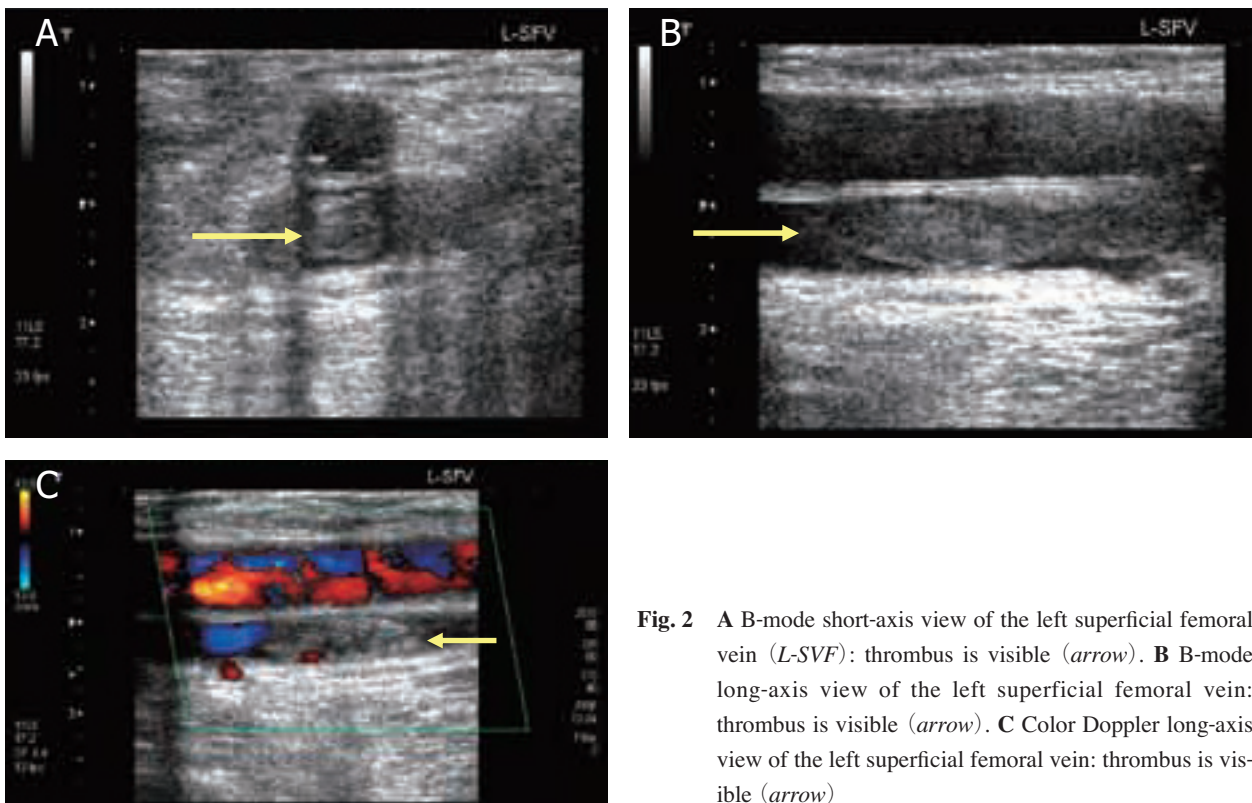 A
L-SFV
B
L-SFV
C
L-SFV
Fig. 2 A B-mode short-axis view of the left superficial femoral
vein (L-SVF): thrombus is visible (arrow). B B-mode
long-axis view of the left superficial femoral vein:
thrombus is visible (arrow). C Color Doppler long-axis
view of the left superficial femoral vein: thrombus is vis-
ible (arrow)